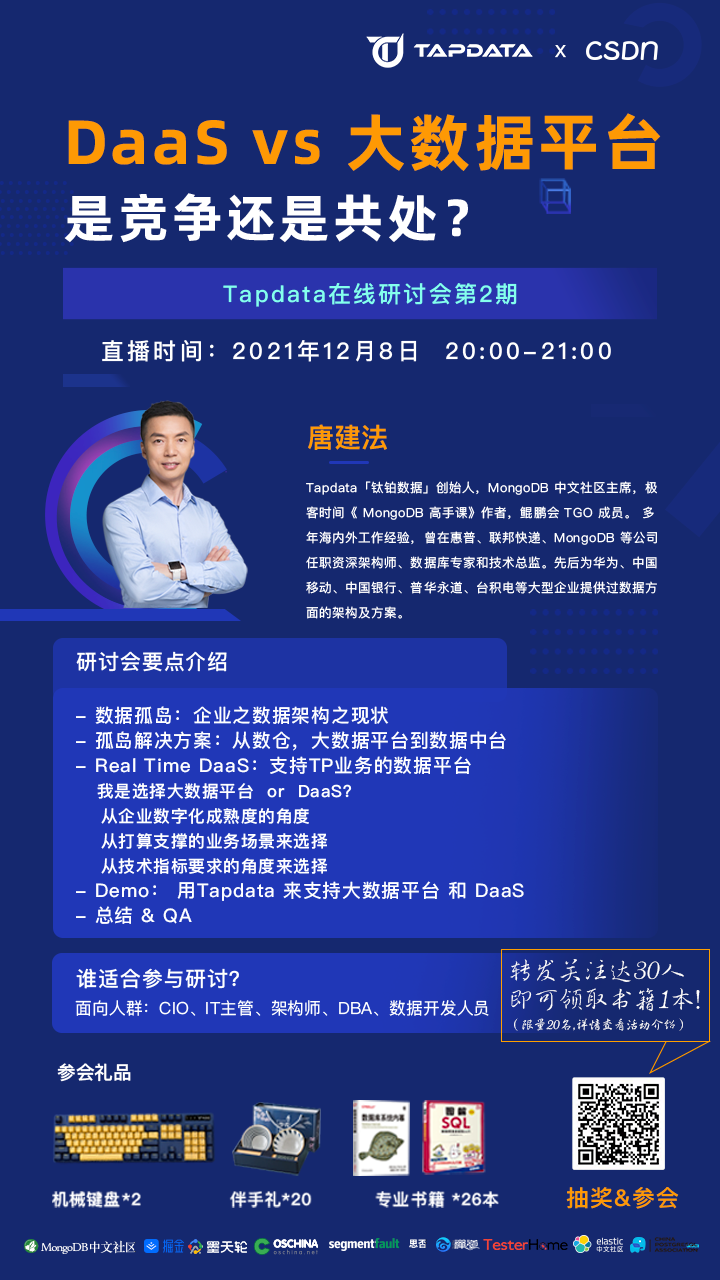 TAPDATA x CSDN
DaaS vs 大数据平台
是竞争还是共处？
Tapdata在线研讨会第2期
直播时间：2021年12月8日 20:00-21:00
唐建法
Tapdata「钛铂数据」创始人，MongoDB 中文社区主席，极
客时间《 MongoDB 高手课》作者，鲲鹏会 TGO 成员。 多
年海内外工作经验，曾在惠普、联邦快递、MongoDB 等公司
任职资深架构师、数据库专家和技术总监。先后为华为、中国
移动、中国银行、普华永道、台积电等大型企业提供过数据方
面的架构及方案。
研讨会要点介绍
- 数据孤岛：企业之数据架构之现状
- 孤岛解决方案：从数仓，大数据平台到数据中台
- Real Time DaaS：支持TP业务的数据平台
我是选择大数据平台 or DaaS?
从企业数字化成熟度的角度
从打算支撑的业务场景来选择
从技术指标要求的角度来选择
- Demo： 用Tapdata 来支持大数据平台 和 DaaS
- 总结 & QA
谁适合参与研讨?
面向人群：CIO、IT主管、架构师、DBA、数据开发人员
转发关注达30人
即可领取书籍1本!
（限量20名,详情查看活动介绍）
参会礼品
数据库系统内幕
图解
SQL
机械键盘*2
伴手礼*20
专业书籍 *26本
抽奖&参会
MongoDB中文社区 掘金 墨天轮 OSCHINA segmentfault 思否 TesterHome elastic
oschina.net
中文社区